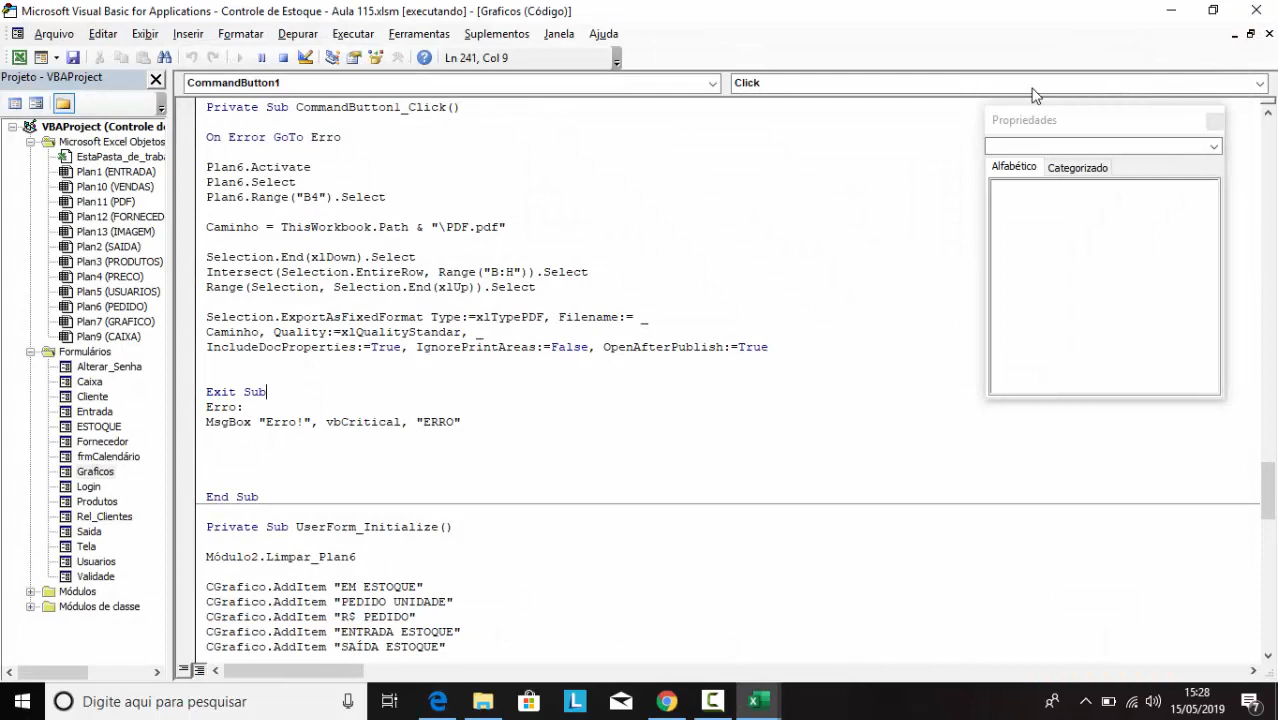 Microsoft Visual Basic for Applications - Controle de Estoque - Aula 115.xlsm [executando] - [Graficos (Código)]
Arquivo Editar Exibir Inserir Formatar Depurar Executar Ferramentas Suplementos Janela Ajuda
Ln 241, Col 9
Projeto - VBAProject
CommandButton1
Click
VBAProject (Controle de
Microsoft Excel Objetos
EstaPasta_de_trab
Plan1 (ENTRADA)
Plan10 (VENDAS)
Plan11 (PDF)
Plan12 (FORNECED
Plan13 (IMAGEM)
Plan2 (SAIDA)
Plan3 (PRODUTOS)
Plan4 (PRECO)
Plan5 (USUARIOS)
Plan6 (PEDIDO)
Plan7 (GRAFICO)
Plan9 (CAIXA)
Formulários
Alterar_Senha
Caixa
Cliente
Entrada
ESTOQUE
Fornecedor
frmCalendário
Graficos
Login
Produtos
Rel_Clientes
Saida
Tela
Usuarios
Validade
Módulos
Módulos de classe
Private Sub CommandButton1_Click()
On Error GoTo Erro
Plan6.Activate
Plan6.Select
Plan6.Range("B4").Select
Caminho = ThisWorkbook.Path & "\PDF.pdf"
Selection.End(xlDown).Select
Intersect(Selection.EntireRow, Range("B:H")).Select
Range(Selection, Selection.End(xlUp)).Select
Selection.ExportAsFixedFormat Type:=xlTypePDF, Filename:= _
Caminho, Quality:=xlQualityStandar, _
IncludeDocProperties:=True, IgnorePrintAreas:=False, OpenAfterPublish:=True
Exit Sub
Erro:
MsgBox "Erro!", vbCritical, "ERRO"
End Sub
Private Sub UserForm_Initialize()
Módulo2.Limpar_Plan6
CGrafico.AddItem "EM ESTOQUE"
CGrafico.AddItem "PEDIDO UNIDADE"
CGrafico.AddItem "R$ PEDIDO"
CGrafico.AddItem "ENTRADA ESTOQUE"
CGrafico.AddItem "SAÍDA ESTOQUE"
Propriedades
Alfabético Categorizado
Digite aqui para pesquisar
15:28
15/05/2019
7